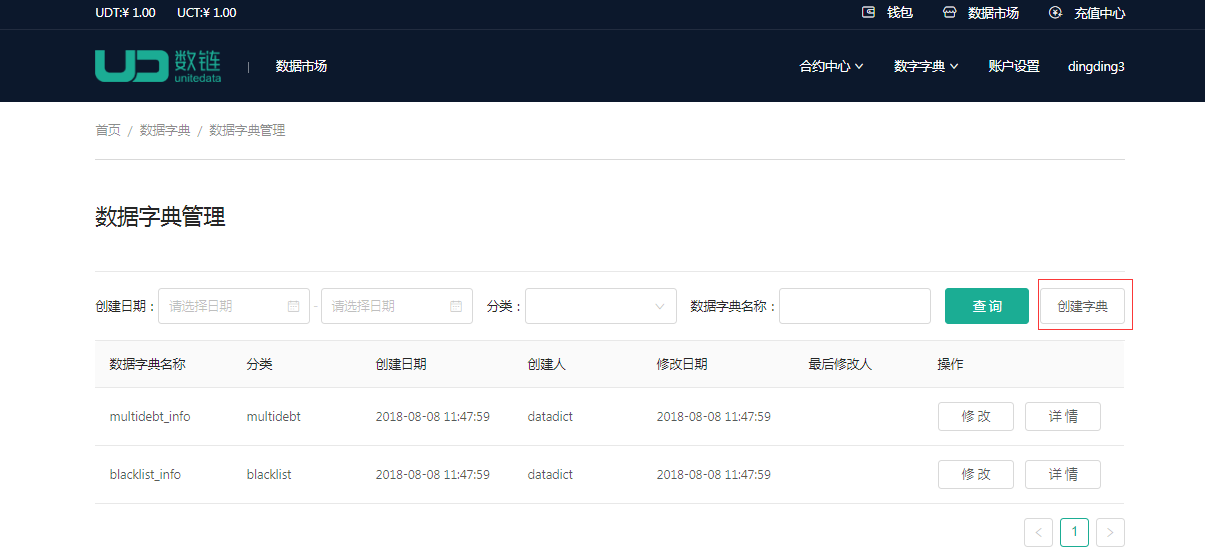 UDT:¥ 1.00 UCT:¥ 1.00 钱包 数据市场 充值中心
UD 数链 unitedata | 数据市场 合约中心 数字字典 账户设置 dingding3
首页 / 数据字典 / 数据字典管理
数据字典管理
创建日期: 请选择日期 - 请选择日期 分类: 数据字典名称: 查 询 创建字典
数据字典名称 分类 创建日期 创建人 修改日期 最后修改人 操作
multidebt_info multidebt 2018-08-08 11:47:59 datadict 2018-08-08 11:47:59 修 改 详 情
blacklist_info blacklist 2018-08-08 11:47:59 datadict 2018-08-08 11:47:59 修 改 详 情
< 1 >